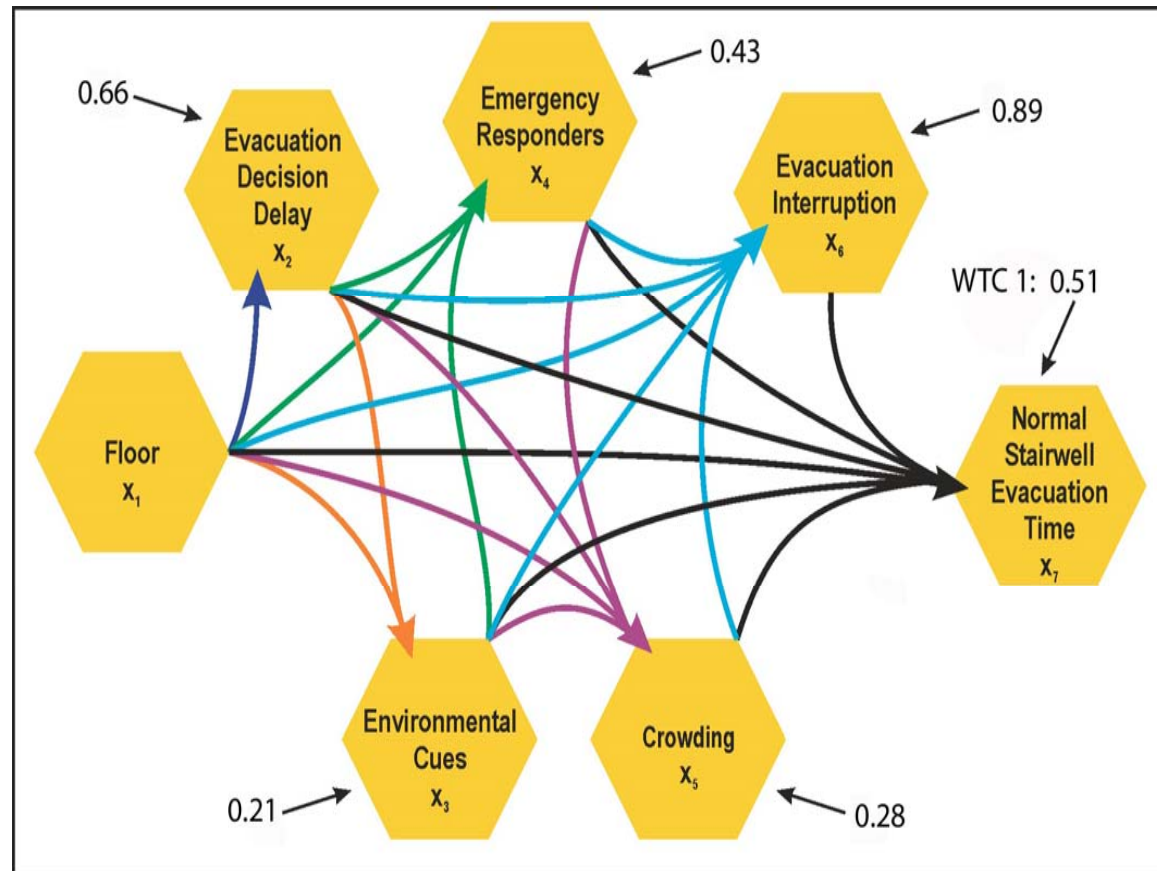 0.66
Evacuation
Decision
Delay
X₂
Emergency
Responders
X₄
0.43
Evacuation
Interruption
X₆
0.89
WTC 1: 0.51
Floor
X₁
Normal
Stairwell
Evacuation
Time
X₇
Environmental
Cues
X₃
0.21
Crowding
X₅
0.28